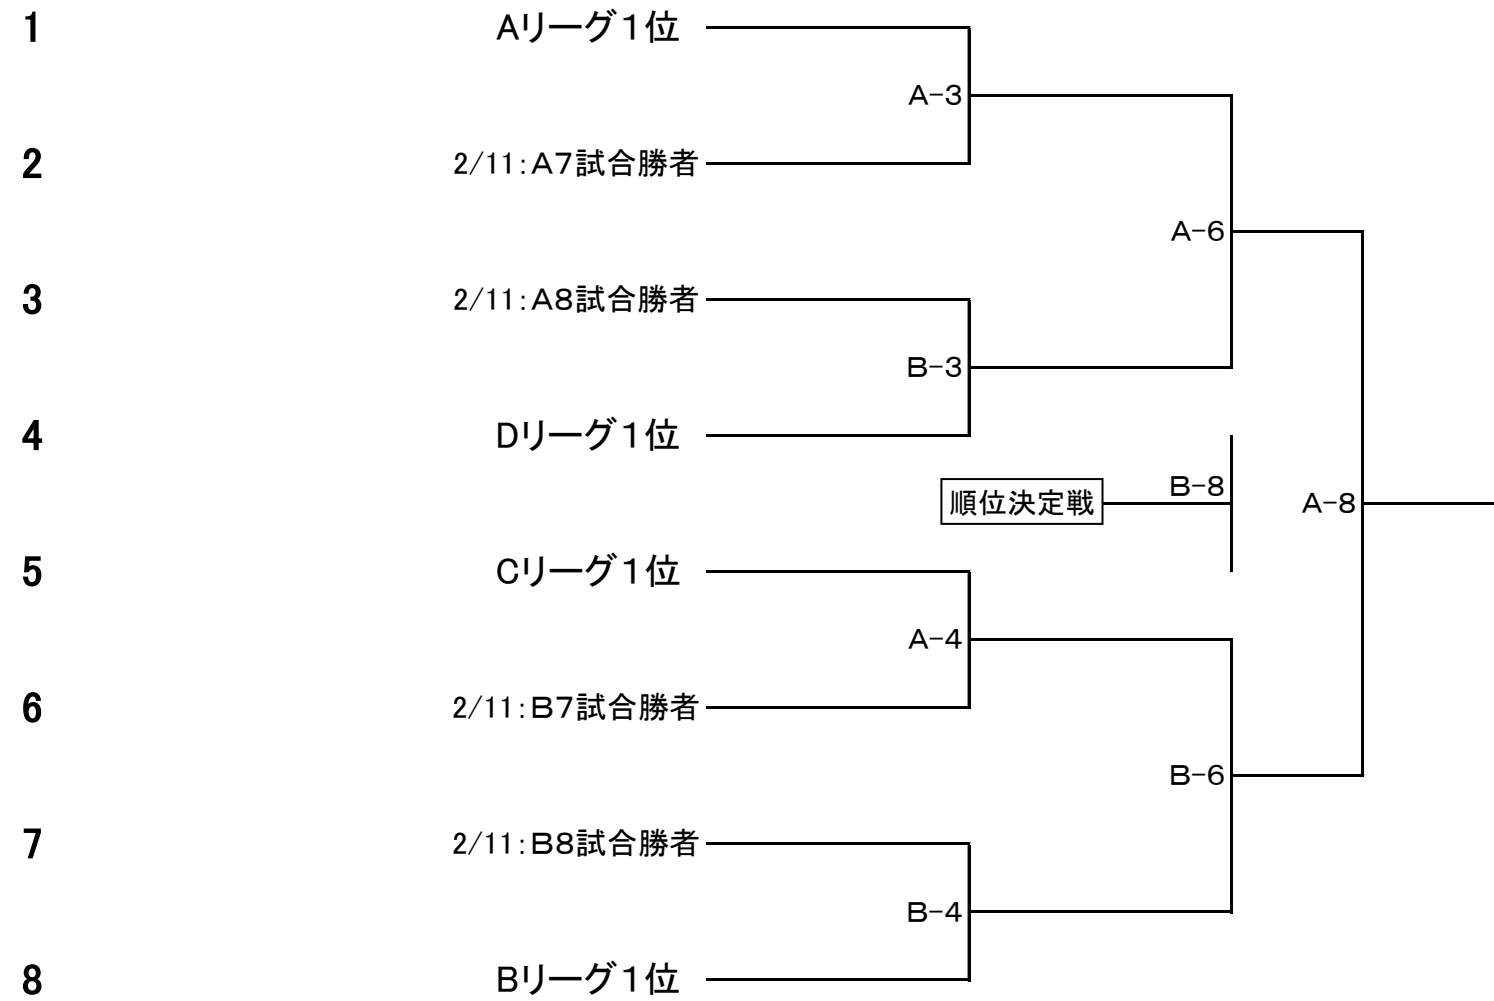 1 Aリーグ１位
A-3
2 2/11:A7試合勝者
A-6
3 2/11:A8試合勝者
B-3
4 Dリーグ１位
B-8
順位決定戦
A-8
5 Cリーグ１位
A-4
6 2/11:B7試合勝者
B-6
7 2/11:B8試合勝者
B-4
8 Bリーグ１位